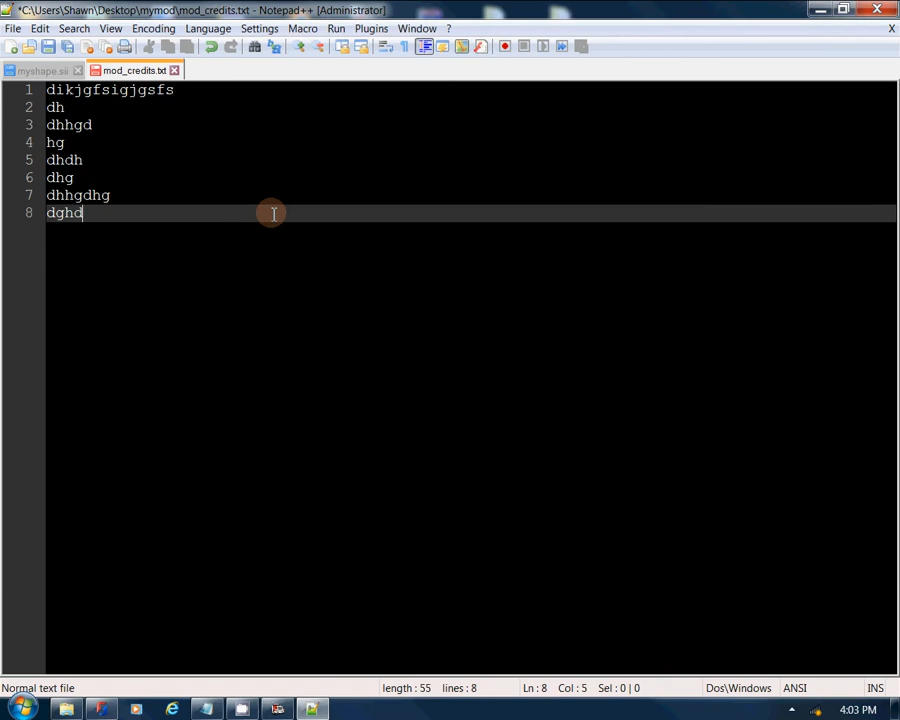 *C:\Users\Shawn\Desktop\mymod\mod_credits.txt - Notepad++ [Administrator]
File Edit Search View Encoding Language Settings Macro Run Plugins Window ? X
myshape.sii mod_credits.txt
1 dikjgfsigjgsfs
2 dh
3 dhhgd
4 hg
5 dhdh
6 dhg
7 dhhgdhg
8 dghd
Normal text file length : 55 lines : 8 Ln : 8 Col : 5 Sel : 0 | 0 Dos\Windows ANSI INS
4:03 PM